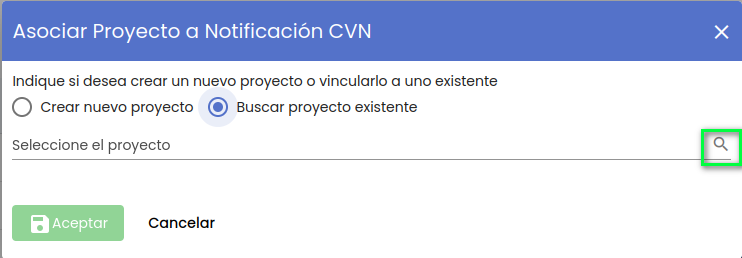 Asociar Proyecto a Notificación CVN
Indique si desea crear un nuevo proyecto o vincularlo a uno existente
Crear nuevo proyecto Buscar proyecto existente
Seleccione el proyecto
Aceptar Cancelar